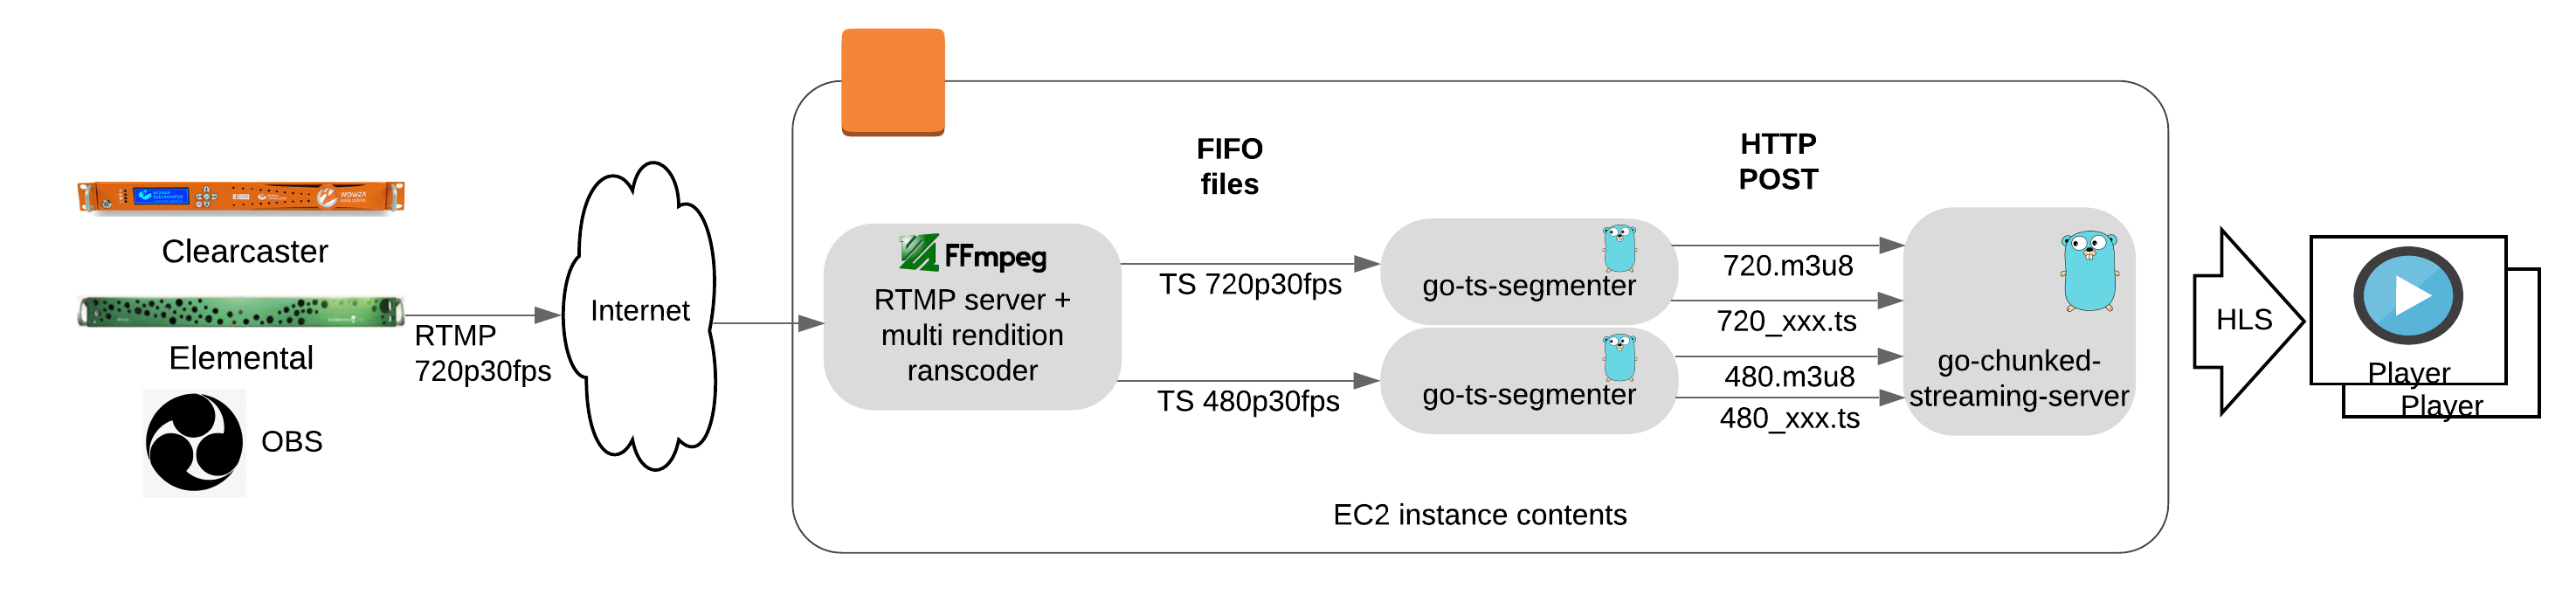 Clearcaster
Elemental
OBS
RTMP
720p30fps
Internet
FFmpeg
RTMP server +
multi rendition
ranscoder
FIFO
files
TS 720p30fps
TS 480p30fps
go-ts-segmenter
go-ts-segmenter
HTTP
POST
720.m3u8
720_xxx.ts
480.m3u8
480_xxx.ts
go-chunked-
streaming-server
EC2 instance contents
HLS
Player
Player